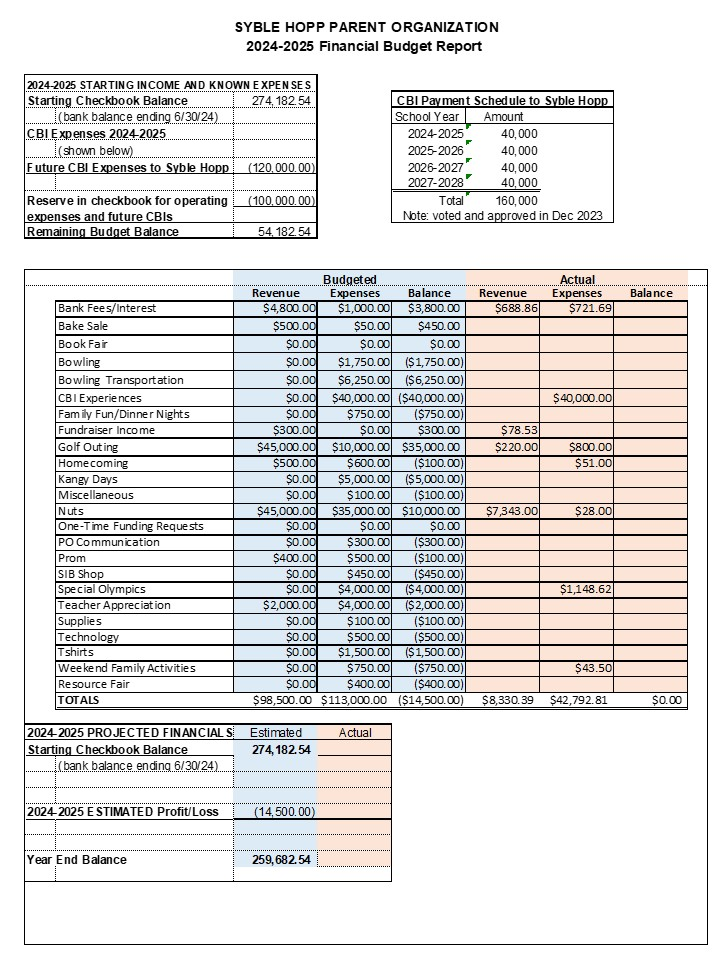 SYBLE HOPP PARENT ORGANIZATION
2024-2025 Financial Budget Report
2024-2025 STARTING INCOME AND KNOWN EXPENSES
Starting Checkbook Balance 274,182.54
(bank balance ending 6/30/24)
CBI Expenses 2024-2025
(shown below)
Future CBI Expenses to Syble Hopp (120,000.00)
Reserve in checkbook for operating (100,000.00)
expenses and future CBIs
Remaining Budget Balance 54,182.54
CBI Payment Schedule to Syble Hopp
School Year Amount
2024-2025 40,000
2025-2026 40,000
2026-2027 40,000
2027-2028 40,000
Total 160,000
Note: voted and approved in Dec 2023
Budgeted Actual
Revenue Expenses Balance Revenue Expenses Balance
Bank Fees/Interest $4,800.00 $1,000.00 $3,800.00 $688.86 $721.69
Bake Sale $500.00 $50.00 $450.00
Book Fair $0.00 $0.00 $0.00
Bowling $0.00 $1,750.00 ($1,750.00)
Bowling Transportation $0.00 $6,250.00 ($6,250.00)
CBI Experiences $0.00 $40,000.00 ($40,000.00) $40,000.00
Family Fun/Dinner Nights $0.00 $750.00 ($750.00)
Fundraiser Income $300.00 $0.00 $300.00 $78.53
Golf Outing $45,000.00 $10,000.00 $35,000.00 $220.00 $800.00
Homecoming $500.00 $600.00 ($100.00) $51.00
Kangy Days $0.00 $5,000.00 ($5,000.00)
Miscellaneous $0.00 $100.00 ($100.00)
Nuts $45,000.00 $35,000.00 $10,000.00 $7,343.00 $28.00
One-Time Funding Requests $0.00 $0.00 $0.00
PO Communication $0.00 $300.00 ($300.00)
Prom $400.00 $500.00 ($100.00)
SIB Shop $0.00 $450.00 ($450.00)
Special Olympics $0.00 $4,000.00 ($4,000.00) $1,148.62
Teacher Appreciation $2,000.00 $4,000.00 ($2,000.00)
Supplies $0.00 $100.00 ($100.00)
Technology $0.00 $500.00 ($500.00)
Tshirts $0.00 $1,500.00 ($1,500.00)
Weekend Family Activities $0.00 $750.00 ($750.00) $43.50
Resource Fair $0.00 $400.00 ($400.00)
TOTALS $98,500.00 $113,000.00 ($14,500.00) $8,330.39 $42,792.81 $0.00
2024-2025 PROJECTED FINANCIALS Estimated Actual
Starting Checkbook Balance 274,182.54
(bank balance ending 6/30/24)
2024-2025 ESTIMATED Profit/Loss (14,500.00)
Year End Balance 259,682.54